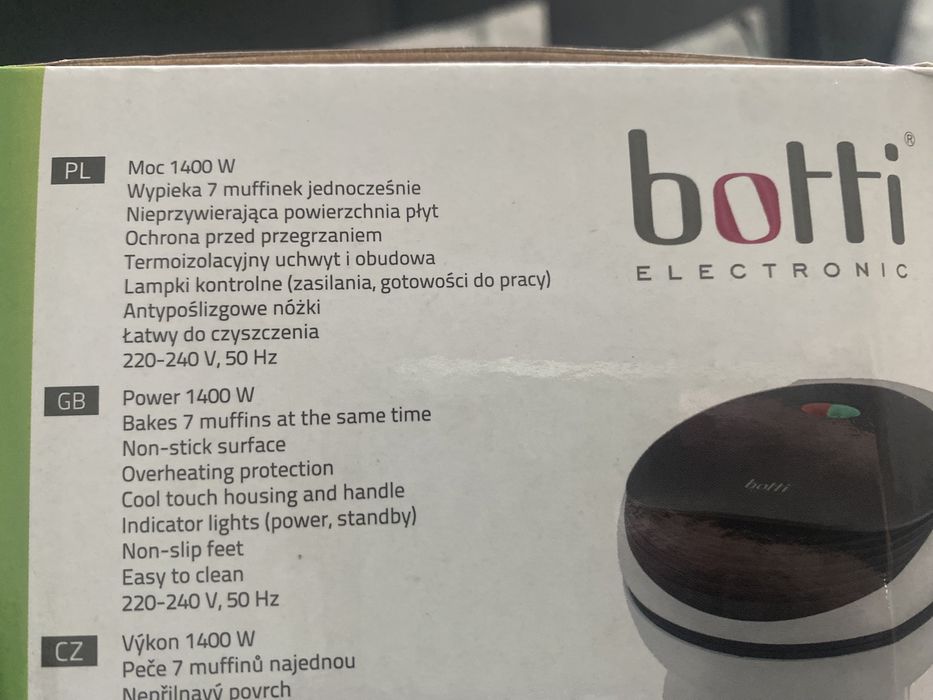 PL
Moc 1400 W
Wypieka 7 muffinek jednocześnie
Nieprzywierająca powierzchnia płyt
Ochrona przed przegrzaniem
Termoizolacyjny uchwyt i obudowa
Lampki kontrolne (zasilania, gotowości do pracy)
Antypoślizgowe nóżki
Łatwy do czyszczenia
220-240 V, 50 Hz
botti®
ELECTRONIC
GB
Power 1400 W
Bakes 7 muffins at the same time
Non-stick surface
Overheating protection
Cool touch housing and handle
Indicator lights (power, standby)
Non-slip feet
Easy to clean
220-240 V, 50 Hz
botti
CZ
Výkon 1400 W
Peče 7 muffinů najednou
Nepřilnavý povrch